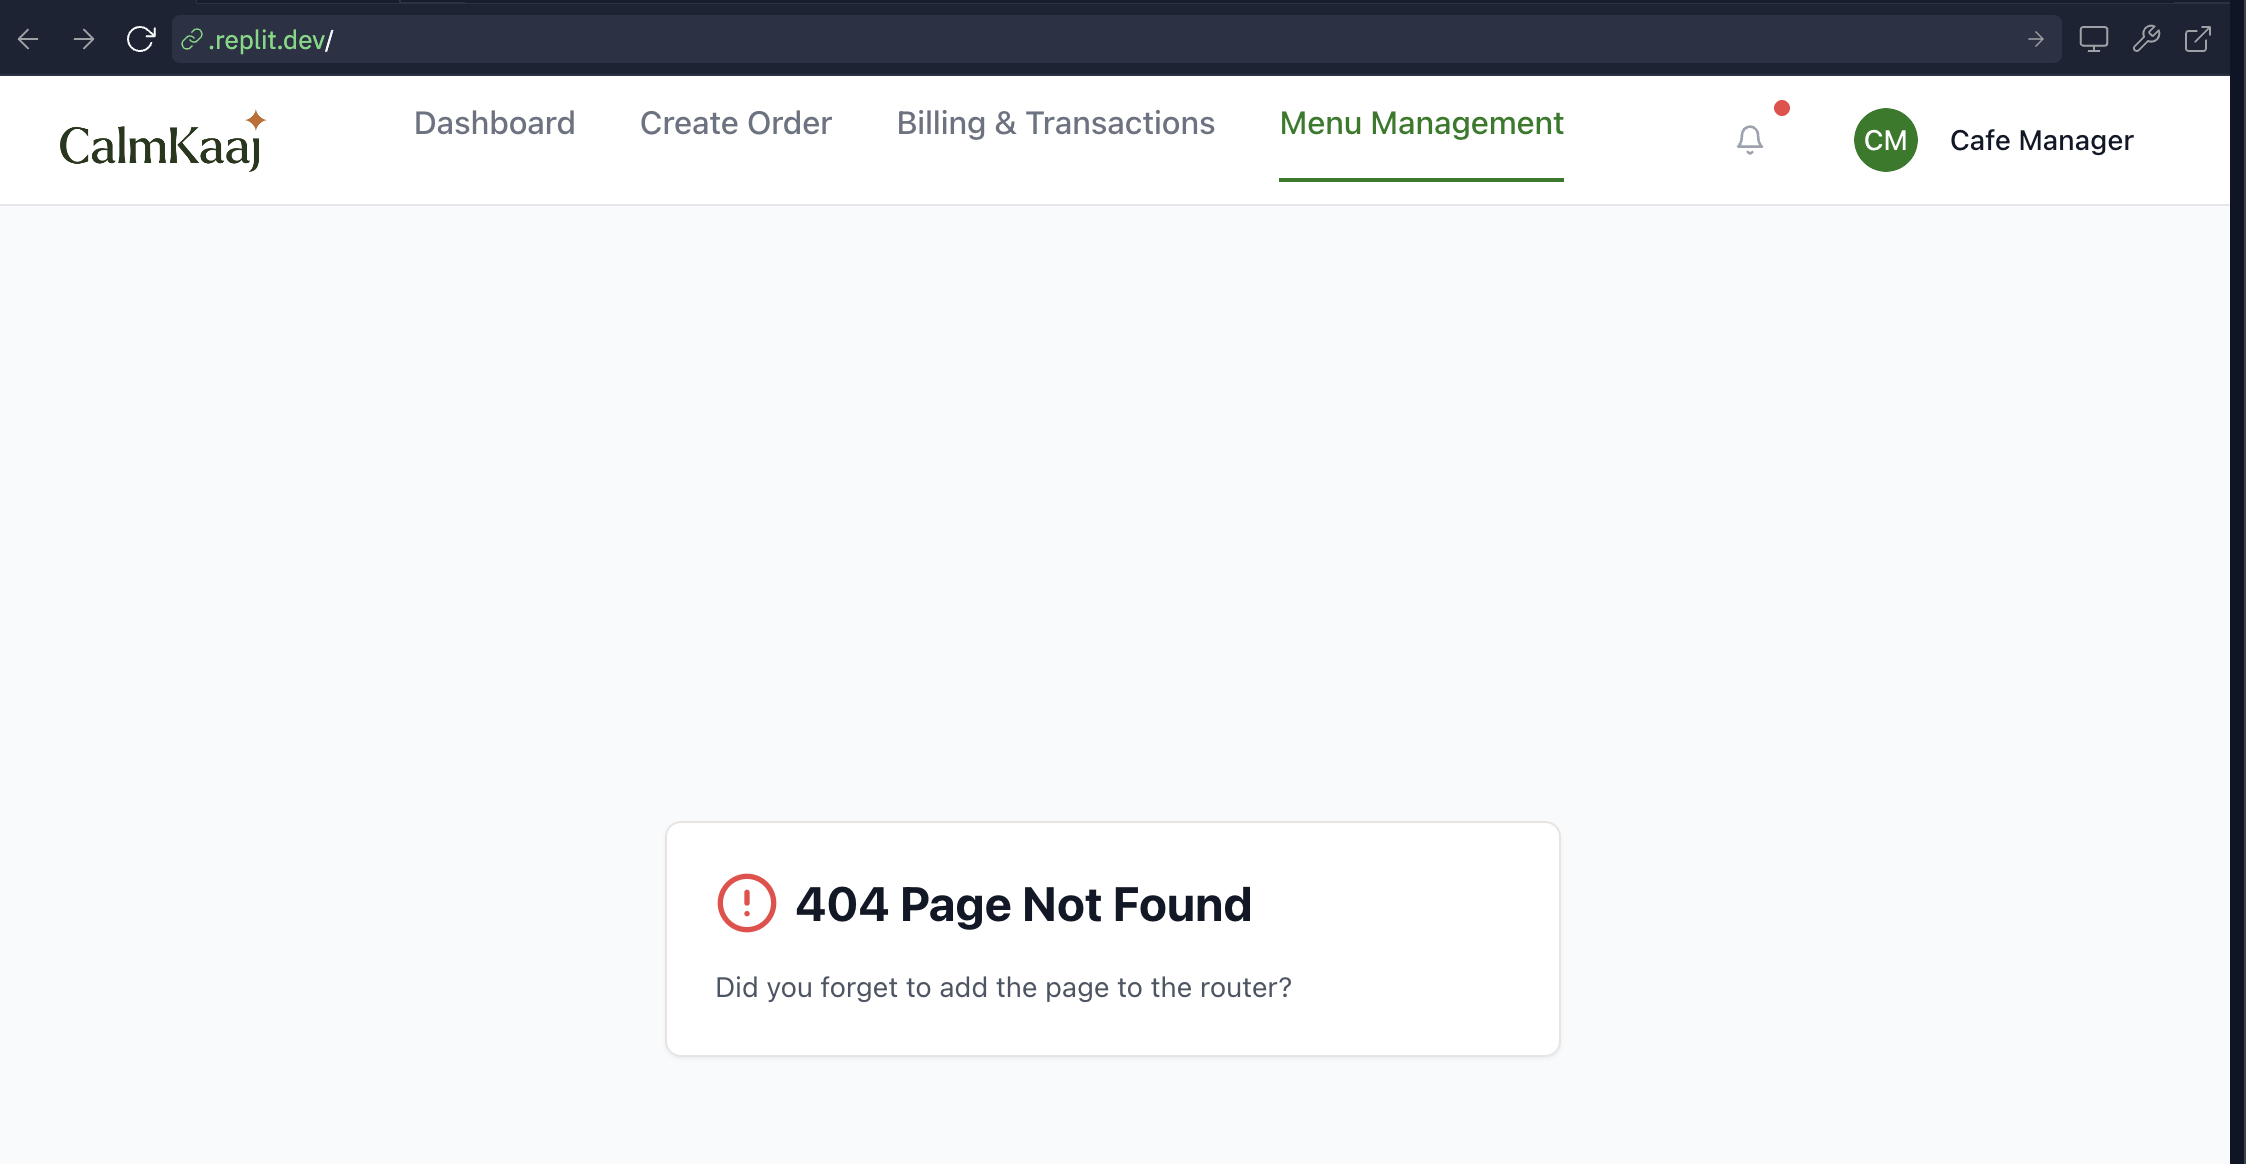 .replit.dev/
CalmKaaj
Dashboard
Create Order
Billing & Transactions
Menu Management
CM
Cafe Manager
404 Page Not Found
Did you forget to add the page to the router?